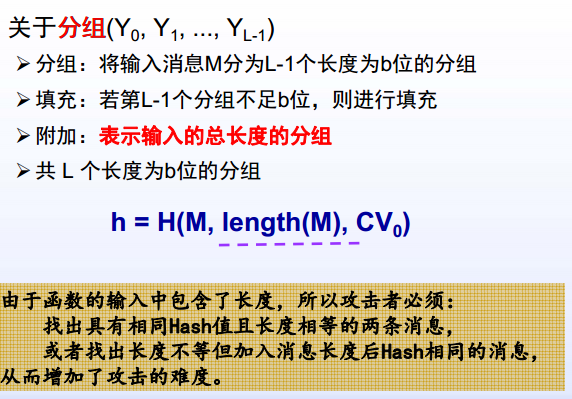 关于分组(Y0, Y1, ..., YL-1)
➢分组：将输入消息M分为L-1个长度为b位的分组
➢填充：若第L-1个分组不足b位，则进行填充
➢附加：表示输入的总长度的分组
➢共 L 个长度为b位的分组
h = H(M, length(M), CV0)
由于函数的输入中包含了长度，所以攻击者必须：
找出具有相同Hash值且长度相等的两条消息，
或者找出长度不等但加入消息长度后Hash相同的消息，
从而增加了攻击的难度。